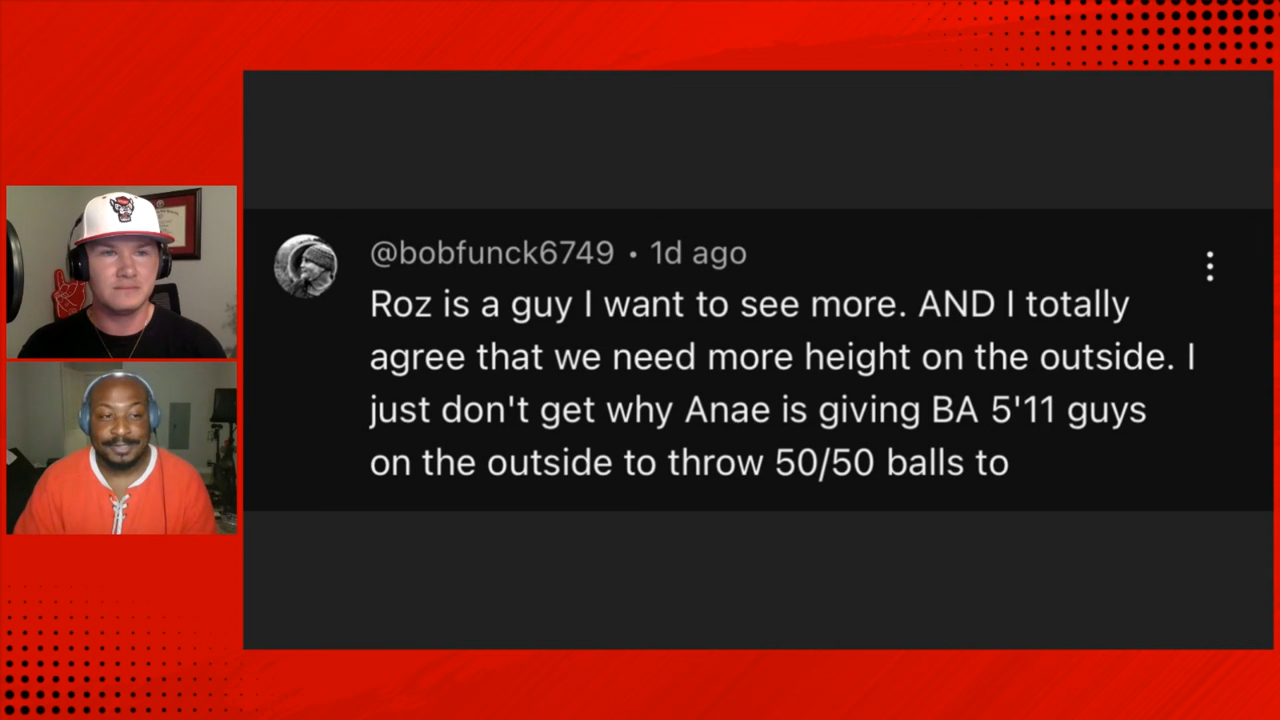 @bobfunck6749 • 1d ago
Roz is a guy I want to see more. AND I totally
agree that we need more height on the outside. I
just don't get why Anae is giving BA 5'11 guys
on the outside to throw 50/50 balls to